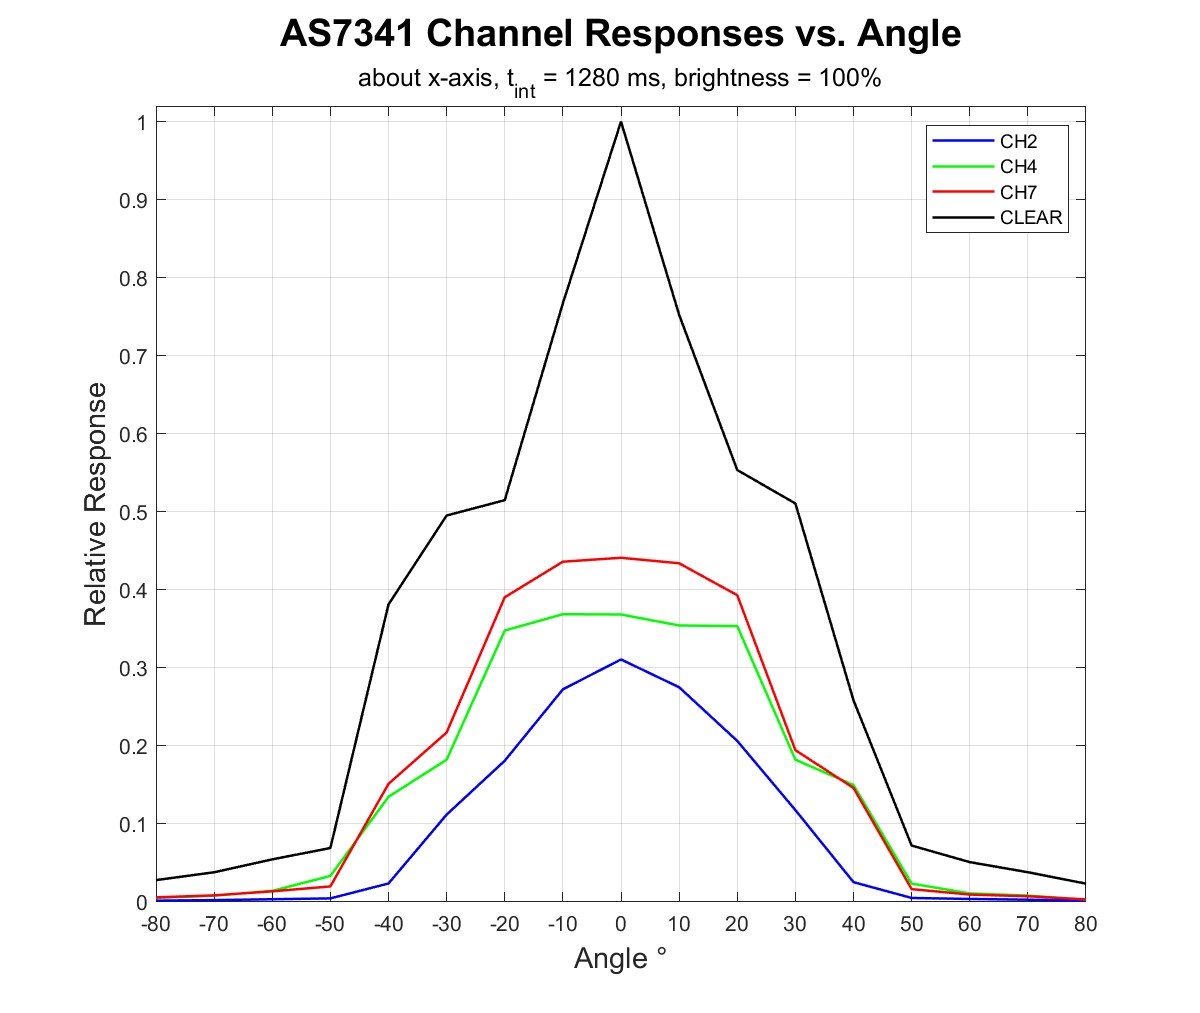 AS7341 Channel Responses vs. Angle
about x-axis, t_int = 1280 ms, brightness = 100%
CH2
CH4
CH7
CLEAR
1
0.9
0.8
0.7
0.6
0.5
0.4
0.3
0.2
0.1
0
Relative Response
-80 -70 -60 -50 -40 -30 -20 -10 0 10 20 30 40 50 60 70 80
Angle °